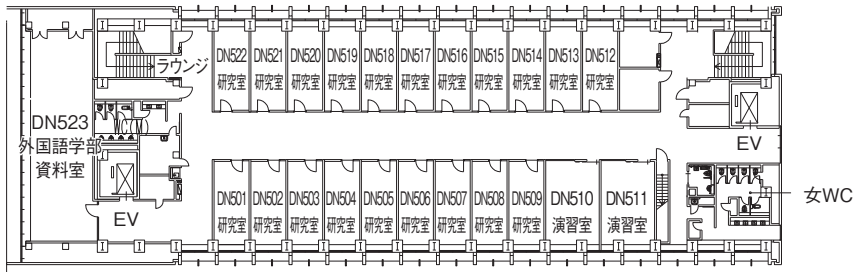 DN522
研究室
DN521
研究室
DN520
研究室
DN519
研究室
DN518
研究室
DN517
研究室
DN516
研究室
DN515
研究室
DN514
研究室
DN513
研究室
DN512
研究室
ラウンジ
DN523
外国語学部
資料室
EV
EV
DN501
研究室
DN502
研究室
DN503
研究室
DN504
研究室
DN505
研究室
DN506
研究室
DN507
研究室
DN508
研究室
DN509
研究室
DN510
演習室
DN511
演習室
女WC